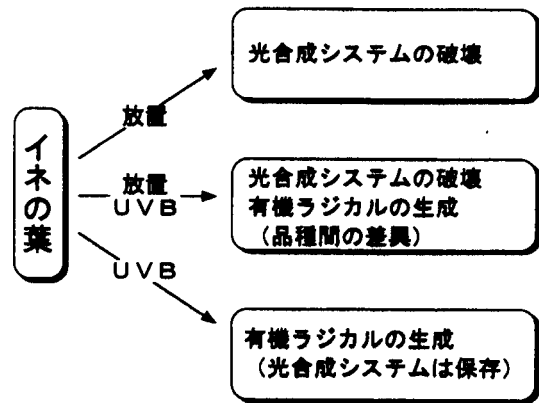 イネの葉
放置
放置
UVB
UVB
光合成システムの破壊
光合成システムの破壊
有機ラジカルの生成
（品種間の差異）
有機ラジカルの生成
（光合成システムは保存）